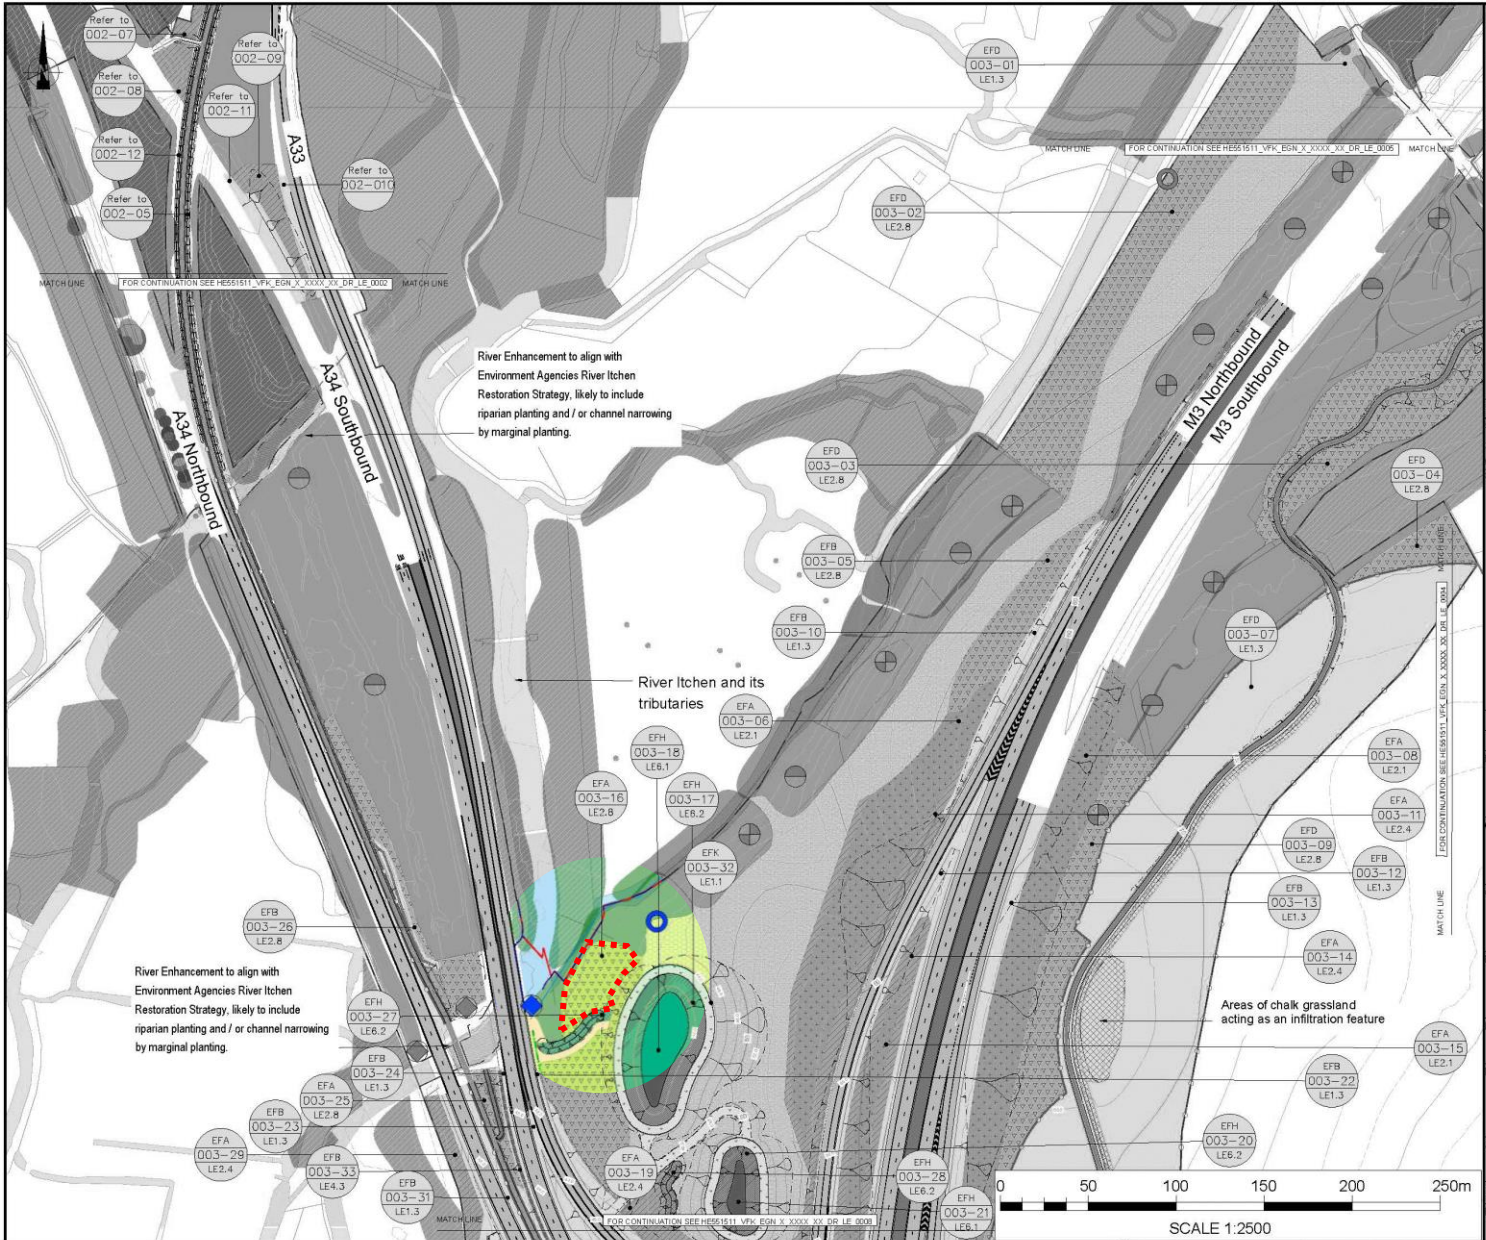 Refer to
002-07
Refer to
002-09
Refer to
002-08
Refer to
002-11
Refer to
002-12
Refer to
002-010
Refer to
002-05
A33
EFD
003-01
LE1.3
MATCH LINE
FOR CONTINUATION SEE HE551511_VFK_EGN_X_XXXX_XX_DR_LE_0005
MATCH LINE
EFD
003-02
LE2.8
MATCH LINE
FOR CONTINUATION SEE HE551511_VFK_EGN_X_XXXX_XX_DR_LE_0002
MATCH LINE
River Enhancement to align with
Environment Agencies River Itchen
Restoration Strategy, likely to include
riparian planting and / or channel narrowing
by marginal planting.
A34 Northbound
A34 Southbound
M3 Northbound
M3 Southbound
EFD
003-03
LE2.8
EFD
003-04
LE2.8
EFB
003-05
LE2.8
EFB
003-10
LE1.3
EFD
003-07
LE1.3
MATCH LINE
FOR CONTINUATION SEE HE551511_VFK_EGN_X_XXXX_XX_DR_LE_0004
MATCH LINE
River Itchen and its
tributaries
EFA
003-06
LE2.1
EFH
003-18
LE6.1
EFA
003-16
LE2.8
EFH
003-17
LE6.2
EFK
003-32
LE1.1
EFA
003-08
LE2.1
EFA
003-11
LE2.4
EFD
003-09
LE2.8
EFB
003-12
LE1.3
EFB
003-13
LE1.3
EFA
003-14
LE2.4
EFB
003-26
LE2.8
River Enhancement to align with
Environment Agencies River Itchen
Restoration Strategy, likely to include
riparian planting and / or channel narrowing
by marginal planting.
EFH
003-27
LE6.2
Areas of chalk grassland
acting as an infiltration feature
EFA
003-15
LE2.1
EFB
003-24
LE1.3
EFB
003-22
LE1.3
EFA
003-25
LE2.8
EFB
003-23
LE1.3
EFH
003-20
LE6.2
EFA
003-29
LE2.4
EFB
003-33
LE4.3
EFA
003-19
LE2.4
EFH
003-28
LE6.2
EFB
003-31
LE1.3
EFH
003-21
LE6.1
MATCH LINE
FOR CONTINUATION SEE HE551511_VFK_EGN_X_XXXX_XX_DR_LE_0008
0 50 100 150 200 250m
SCALE 1:2500